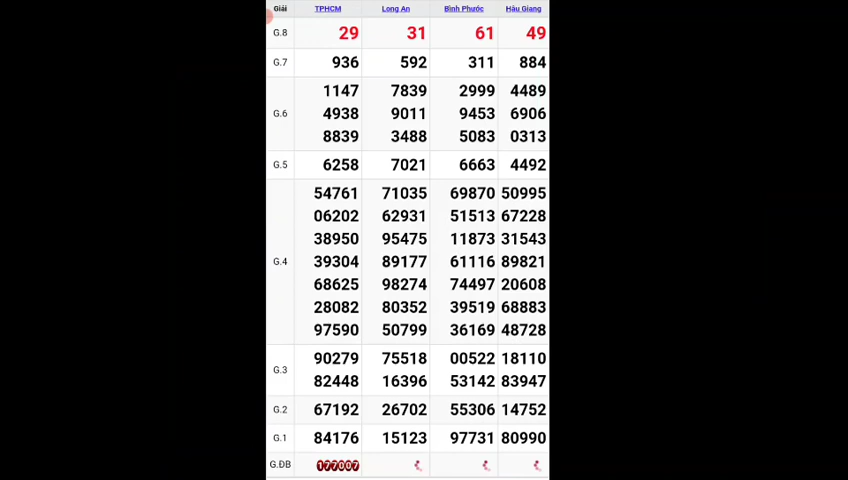 Giải TPHCM Long An Bình Phước Hậu Giang
G.8 29 31 61 49
G.7 936 592 311 884
1147 7839 2999 4489
G.6 4938 9011 9453 6906
8839 3488 5083 0313
G.5 6258 7021 6663 4492
54761 71035 69870 50995
06202 62931 51513 67228
38950 95475 11873 31543
G.4 39304 89177 61116 89821
68625 98274 74497 20608
28082 80352 39519 68883
97590 50799 36169 48728
G.3 90279 75518 00522 18110
82448 16396 53142 83947
G.2 67192 26702 55306 14752
G.1 84176 15123 97731 80990
G.ĐB 177007